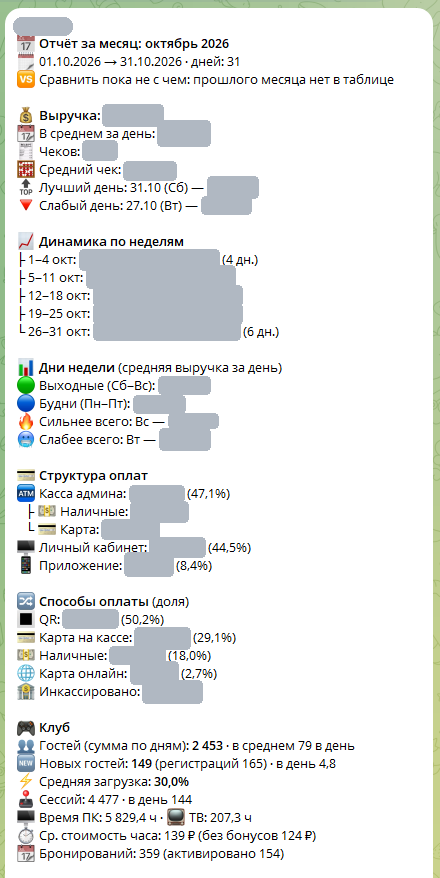 Отчёт за месяц: октябрь 2026
01.10.2026 → 31.10.2026 · дней: 31
VS Сравнить пока не с чем: прошлого месяца нет в таблице
Выручка:
В среднем за день:
Чеков:
Средний чек:
TOP Лучший день: 31.10 (Сб) —
Слабый день: 27.10 (Вт) —
Динамика по неделям
├ 1–4 окт: (4 дн.)
├ 5–11 окт:
├ 12–18 окт:
├ 19–25 окт:
└ 26–31 окт: (6 дн.)
Дни недели (средняя выручка за день)
Выходные (Сб–Вс):
Будни (Пн–Пт):
Сильнее всего: Вс —
Слабее всего: Вт —
Структура оплат
ATM Касса админа: (47,1%)
├ Наличные:
└ Карта:
Личный кабинет: (44,5%)
Приложение: (8,4%)
Способы оплаты (доля)
QR: (50,2%)
Карта на кассе: (29,1%)
Наличные: (18,0%)
Карта онлайн: (2,7%)
Инкассировано:
Клуб
Гостей (сумма по дням): 2 453 · в среднем 79 в день
NEW Новых гостей: 149 (регистраций 165) · в день 4,8
Средняя загрузка: 30,0%
Сессий: 4 477 · в день 144
Время ПК: 5 829,4 ч · ТВ: 207,3 ч
Ср. стоимость часа: 139 ₽ (без бонусов 124 ₽)
Бронирований: 359 (активировано 154)